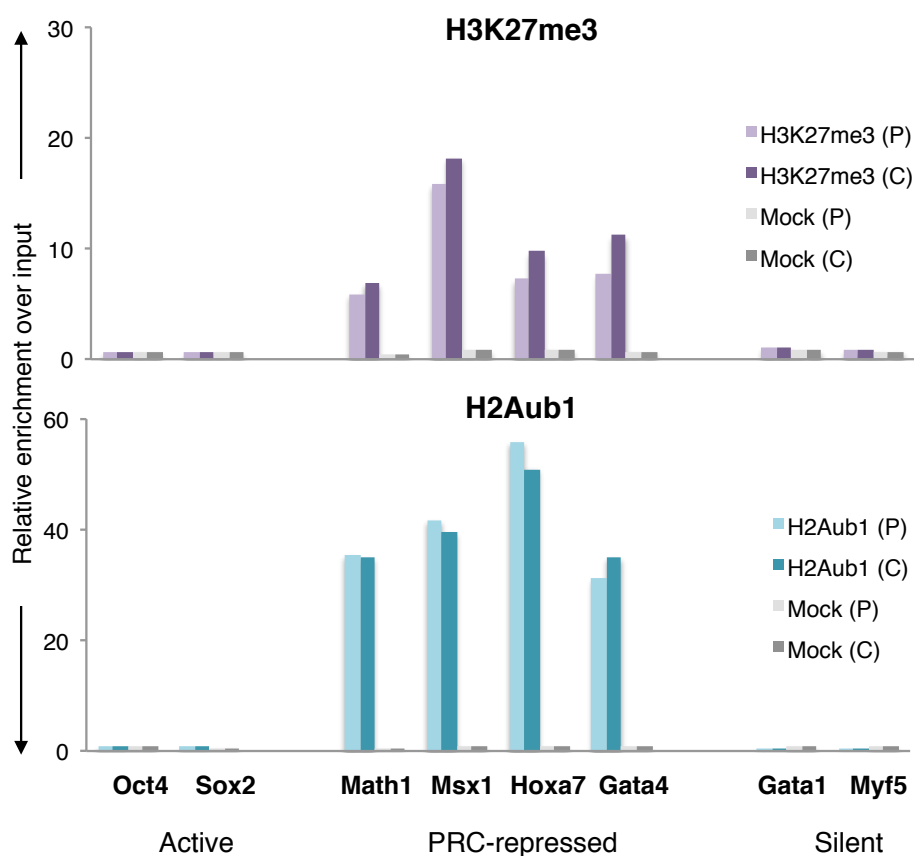 H3K27me3
30
20
10
0
H3K27me3 (P)
H3K27me3 (C)
Mock (P)
Mock (C)
Relative enrichment over input
H2Aub1
60
40
20
0
H2Aub1 (P)
H2Aub1 (C)
Mock (P)
Mock (C)
Oct4 Sox2 Math1 Msx1 Hoxa7 Gata4 Gata1 Myf5
Active PRC-repressed Silent